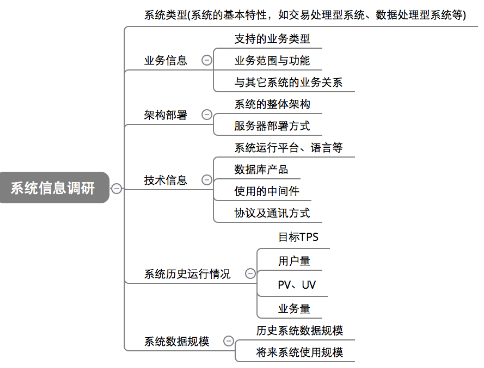 系统信息调研
系统类型(系统的基本特性，如交易处理型系统、数据处理型系统等)
业务信息
支持的业务类型
业务范围与功能
与其它系统的业务关系
架构部署
系统的整体架构
服务器部署方式
技术信息
系统运行平台、语言等
数据库产品
使用的中间件
协议及通讯方式
系统历史运行情况
目标TPS
用户量
PV、UV
业务量
系统数据规模
历史系统数据规模
将来系统使用规模